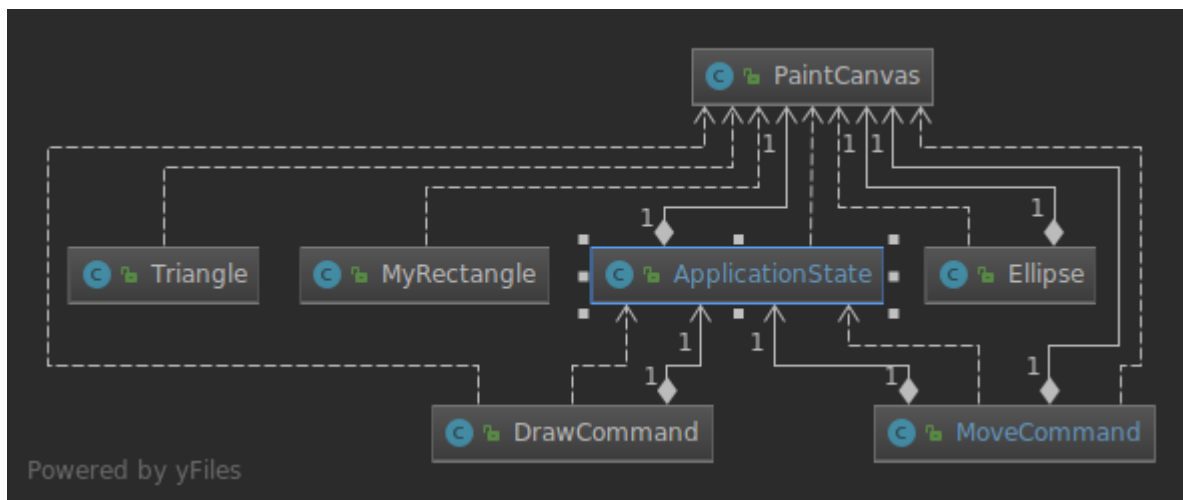 C PaintCanvas
1 1 1
1 1
C Triangle
C MyRectangle
C ApplicationState
C Ellipse
1 1
1 1 1
C DrawCommand
C MoveCommand
Powered by yFiles